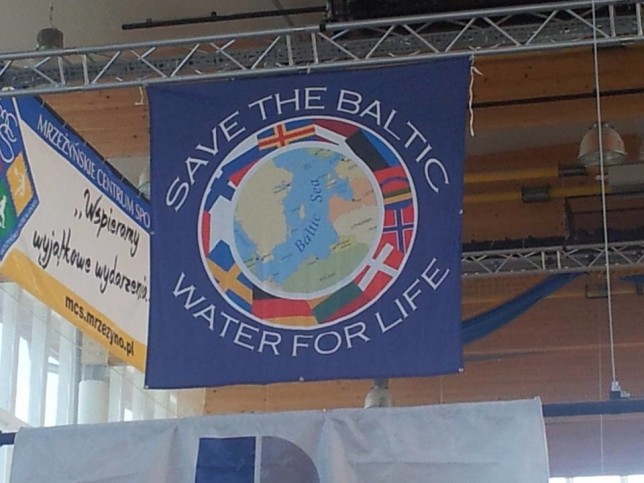 SAVE THE BALTIC
Baltic Sea
WATER FOR LIFE
MRZEŻYŃSKIE CENTRUM SPO
„Wspieramy
wyjątkowe wydarzenia.
mcs.mrzezyno.pl